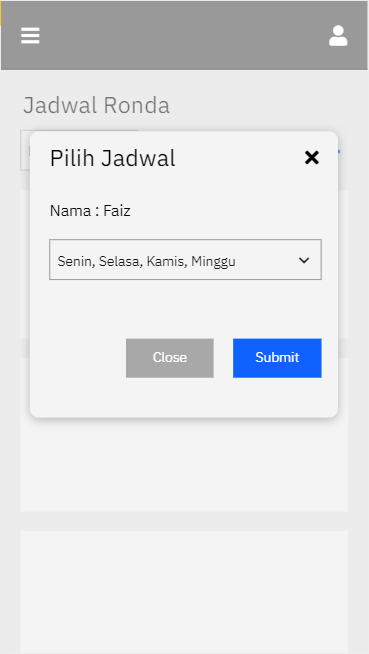 Jadwal Ronda
Pilih Jadwal
Nama : Faiz
Senin, Selasa, Kamis, Minggu
Close
Submit